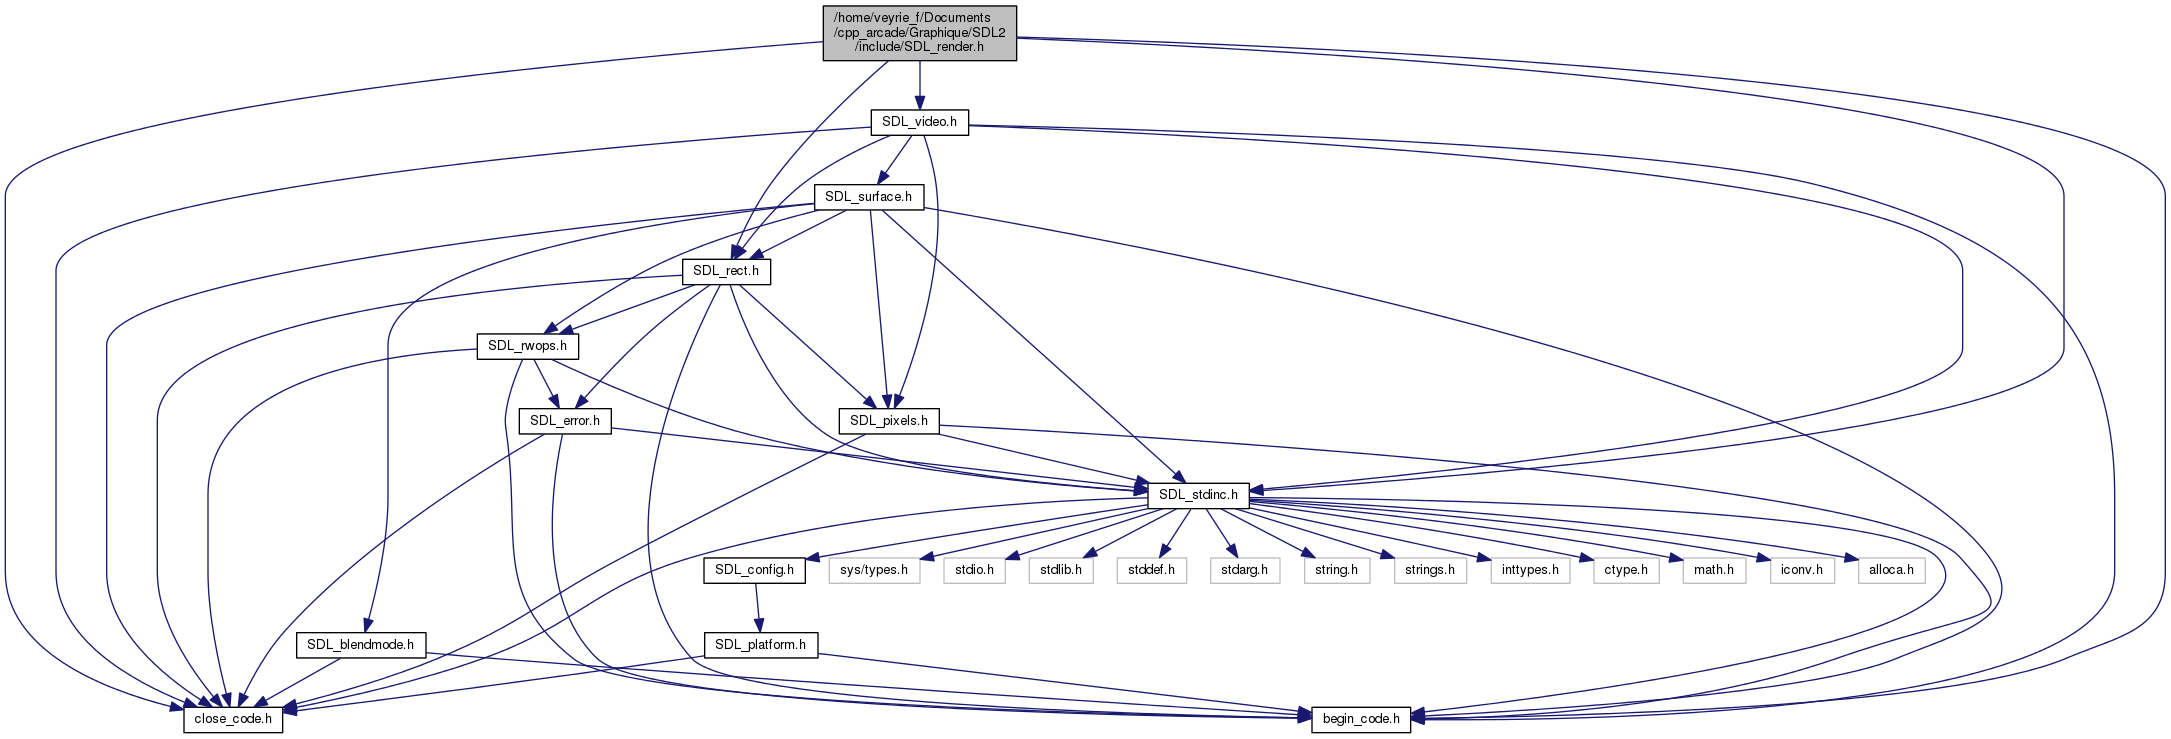 /home/veyrie_f/Documents
/cpp_arcade/Graphique/SDL2
/include/SDL_render.h
SDL_video.h
SDL_surface.h
SDL_rect.h
SDL_rwops.h
SDL_error.h
SDL_pixels.h
SDL_stdinc.h
SDL_config.h
sys/types.h
stdio.h
stdlib.h
stddef.h
stdarg.h
string.h
strings.h
inttypes.h
ctype.h
math.h
iconv.h
alloca.h
SDL_blendmode.h
SDL_platform.h
close_code.h
begin_code.h